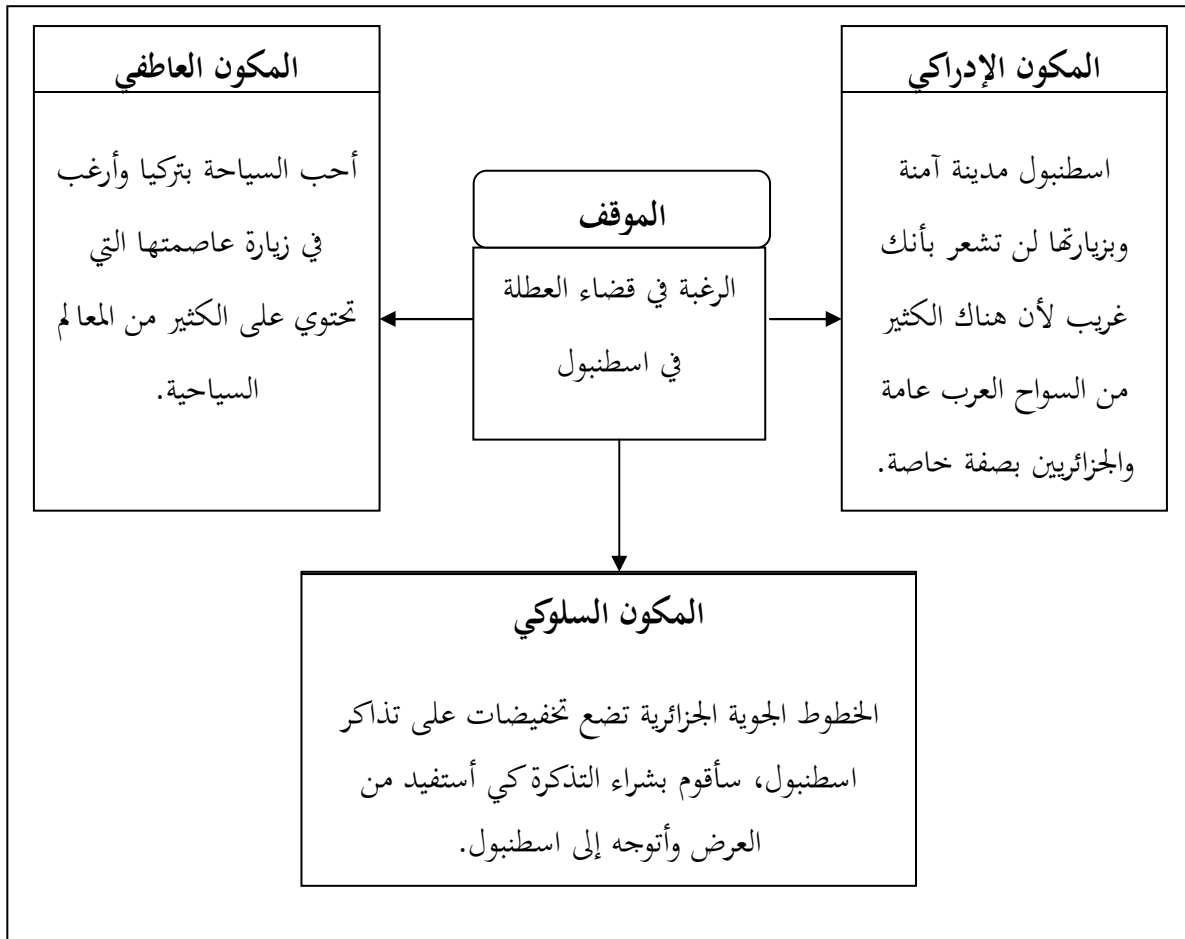 المكون الإدراكي
اسطنبول مدينة آمنة
وبزيارتها لن تشعر بأنك
غريب لأن هناك الكثير
من السواح العرب عامة
والجزائريين بصفة خاصة.
الموقف
الرغبة في قضاء العطلة
في اسطنبول
المكون العاطفي
أحب السياحة بتركيا وأرغب
في زيارة عاصمتها التي
تحتوي على الكثير من المعالم
السياحية.
المكون السلوكي
الخطوط الجوية الجزائرية تضع تخفيضات على تذاكر
اسطنبول، سأقوم بشراء التذكرة كي أستفيد من
العرض وأتوجه إلى اسطنبول.